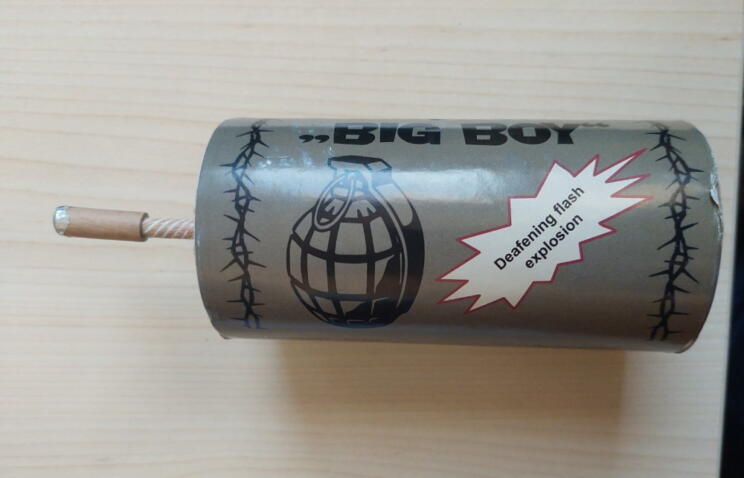 „BIG BOY“
Deafening flash
explosion